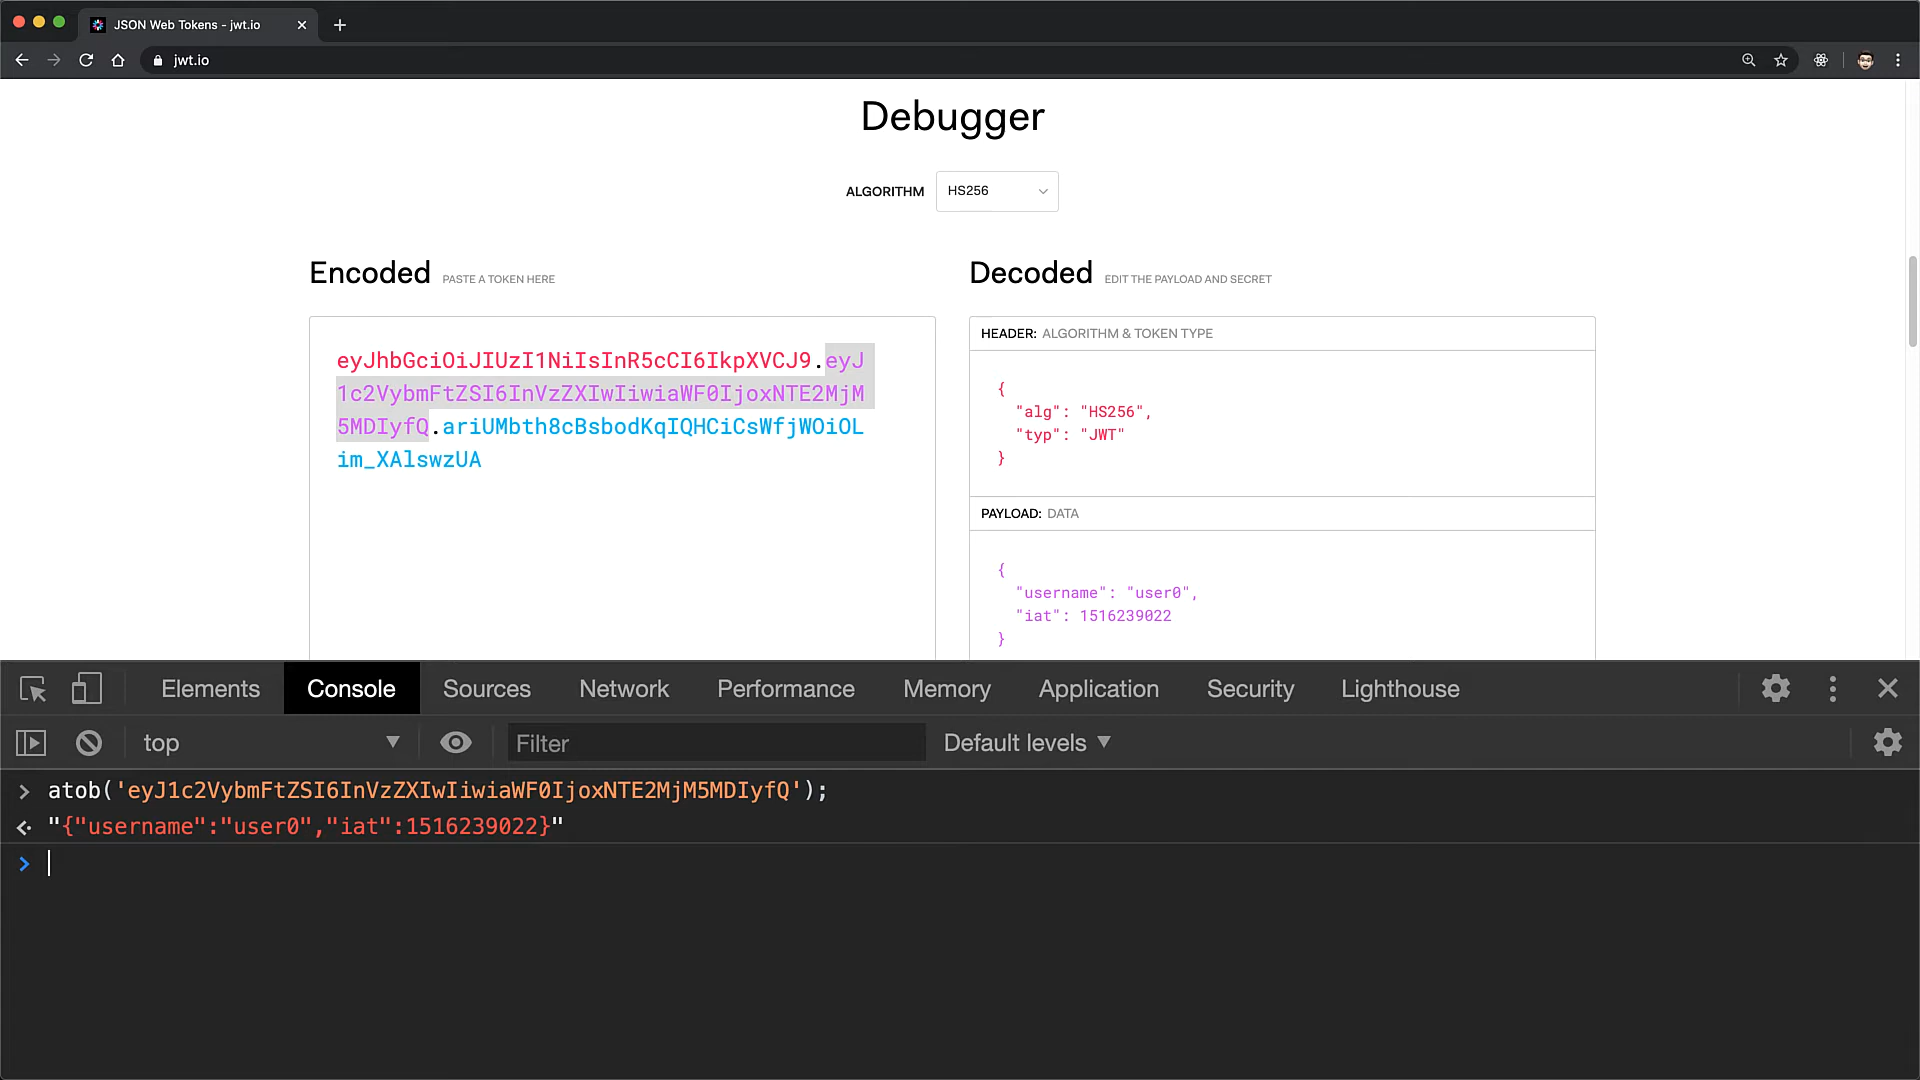 JSON Web Tokens - jwt.io
jwt.io
Debugger
ALGORITHM HS256
Encoded PASTE A TOKEN HERE
eyJhbGciOiJIUzI1NiIsInR5cCI6IkpXVCJ9.eyJ
1c2VybmFtZSI6InVzZXIwIiwiaWF0IjoxNTE2MjM
5MDIyfQ.ariUMbth8cBsbodKqIQHCiCsWfjWOiOL
im_XAlswzUA
Decoded EDIT THE PAYLOAD AND SECRET
HEADER: ALGORITHM & TOKEN TYPE
{
"alg": "HS256",
"typ": "JWT"
}
PAYLOAD: DATA
{
"username": "user0",
"iat": 1516239022
}
Elements Console Sources Network Performance Memory Application Security Lighthouse
top Filter Default levels
> atob('eyJ1c2VybmFtZSI6InVzZXIwIiwiaWF0IjoxNTE2MjM5MDIyfQ');
"{"username":"user0","iat":1516239022}"
>